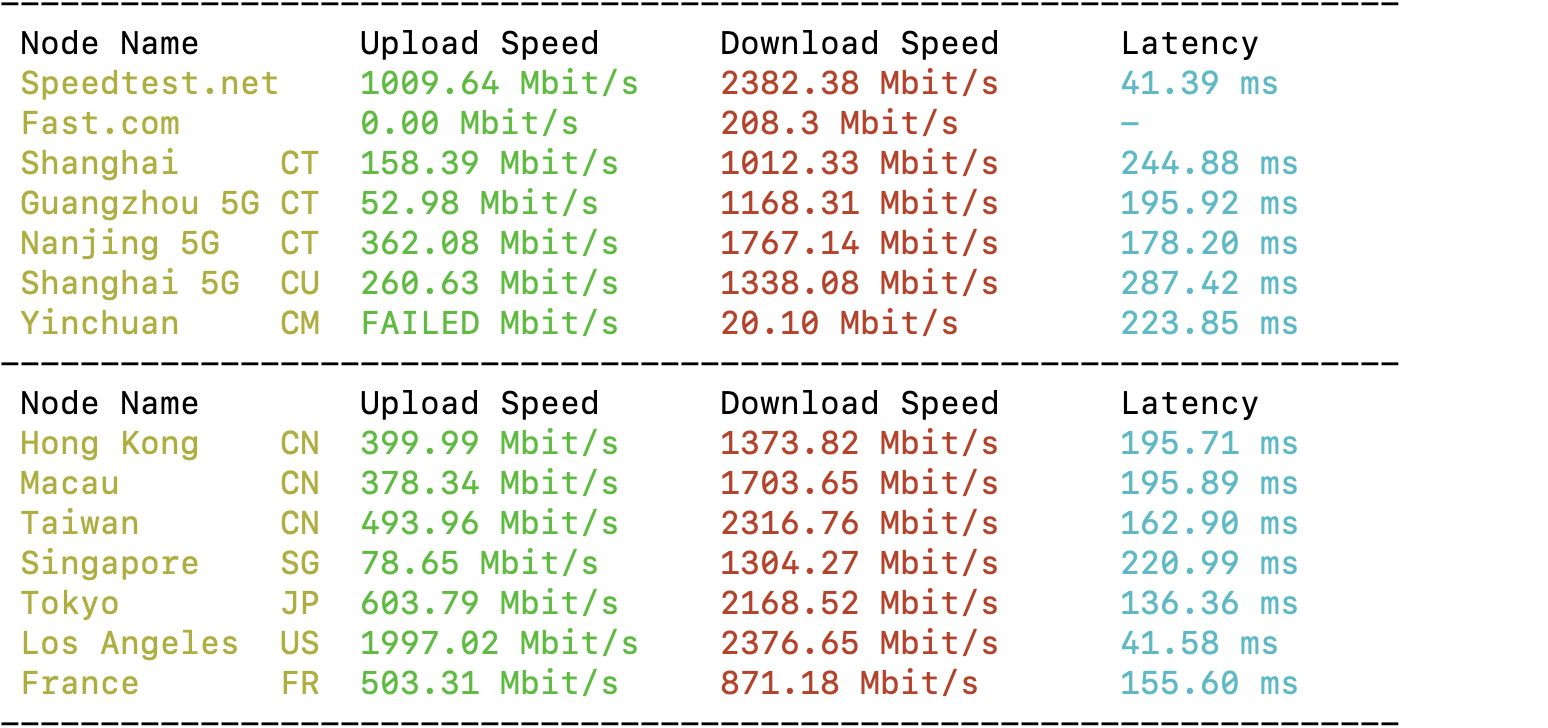 Node Name Upload Speed Download Speed Latency
Speedtest.net 1009.64 Mbit/s 2382.38 Mbit/s 41.39 ms
Fast.com 0.00 Mbit/s 208.3 Mbit/s -
Shanghai CT 158.39 Mbit/s 1012.33 Mbit/s 244.88 ms
Guangzhou 5G CT 52.98 Mbit/s 1168.31 Mbit/s 195.92 ms
Nanjing 5G CT 362.08 Mbit/s 1767.14 Mbit/s 178.20 ms
Shanghai 5G CU 260.63 Mbit/s 1338.08 Mbit/s 287.42 ms
Yinchuan CM FAILED Mbit/s 20.10 Mbit/s 223.85 ms
Node Name Upload Speed Download Speed Latency
Hong Kong CN 399.99 Mbit/s 1373.82 Mbit/s 195.71 ms
Macau CN 378.34 Mbit/s 1703.65 Mbit/s 195.89 ms
Taiwan CN 493.96 Mbit/s 2316.76 Mbit/s 162.90 ms
Singapore SG 78.65 Mbit/s 1304.27 Mbit/s 220.99 ms
Tokyo JP 603.79 Mbit/s 2168.52 Mbit/s 136.36 ms
Los Angeles US 1997.02 Mbit/s 2376.65 Mbit/s 41.58 ms
France FR 503.31 Mbit/s 871.18 Mbit/s 155.60 ms